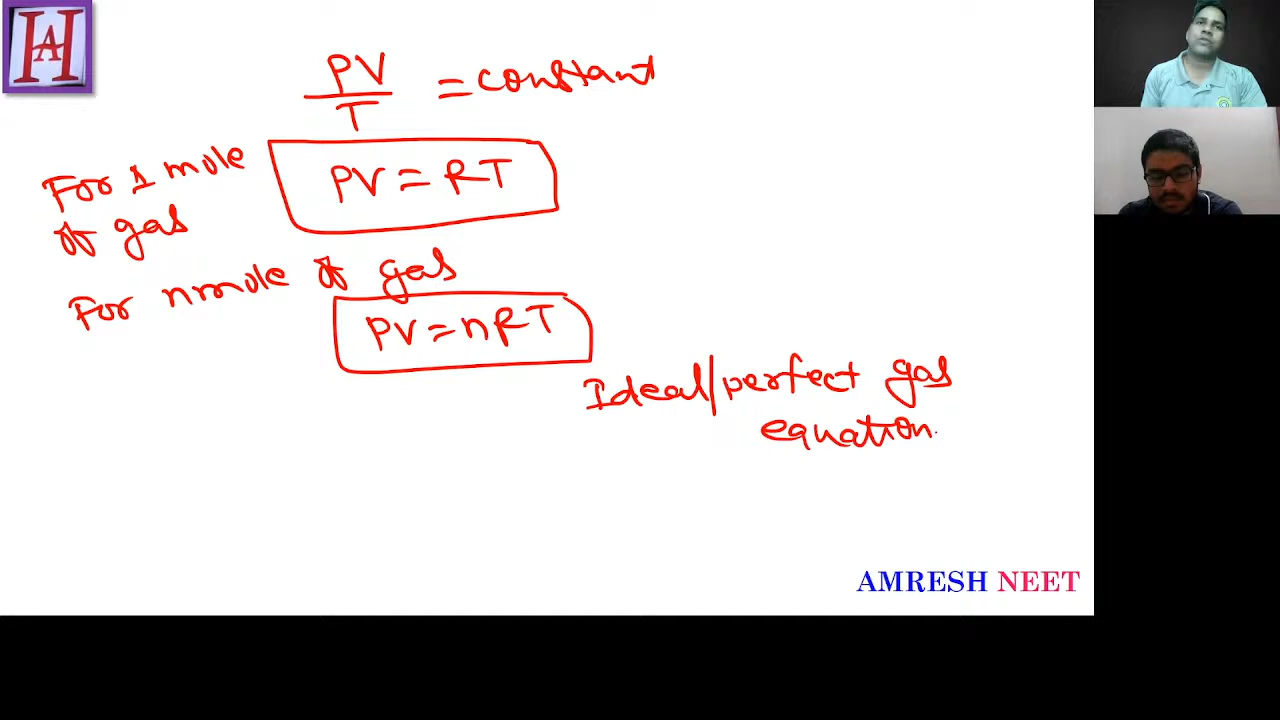 HA
PV
T
= constant
For 1 mole
of gas
PV = RT
For n mole of gas
PV = nRT
Ideal/perfect gas
equation.
AMRESH NEET